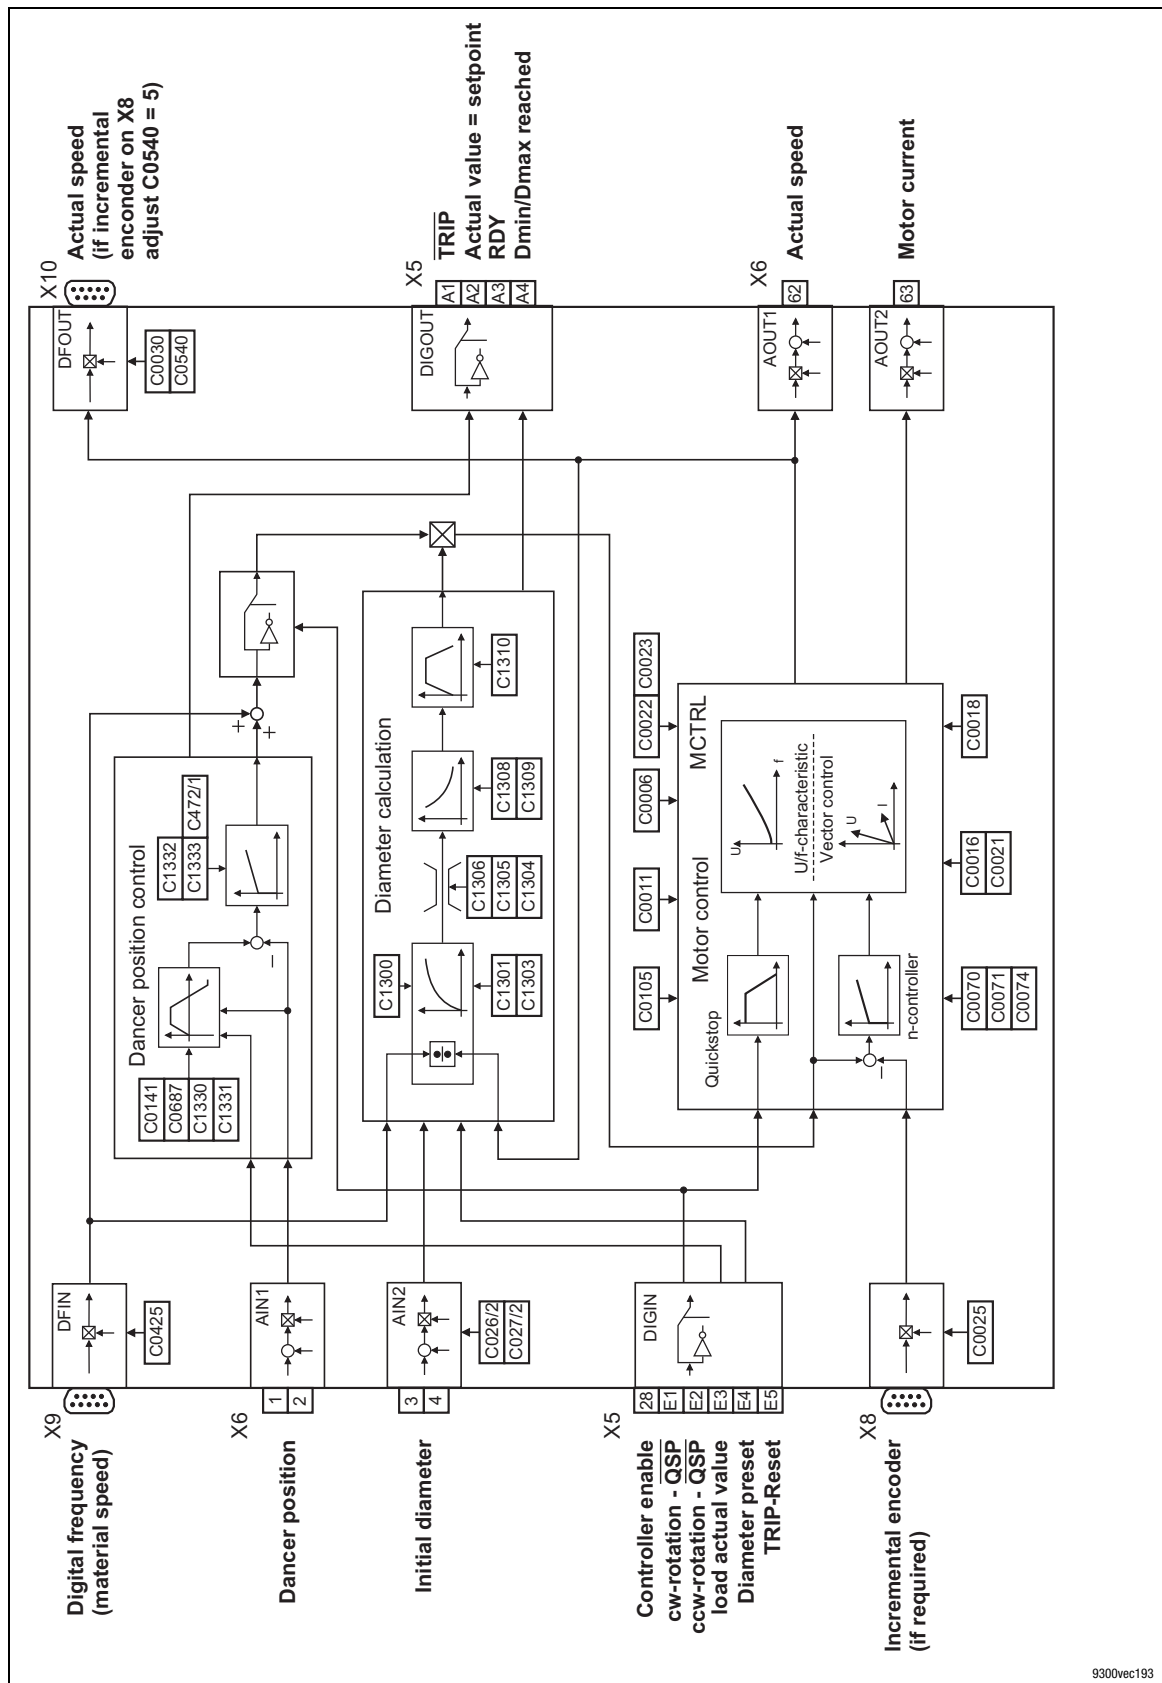 X9
Digital frequency
(material speed)
DFIN
C0425
X6
Dancer position
1
2
AIN1
Initial diameter
3
4
AIN2
C026/2
C027/2
X5
Controller enable
cw-rotation - QSP
ccw-rotation - QSP
load actual value
Diameter preset
TRIP-Reset
28
E1
E2
E3
E4
E5
DIGIN
X8
Incremental encoder
(if required)
C0025
Dancer position control
C0141
C0687
C1330
C1331
C1332
C1333
C472/1
−
+
+
Diameter calculation
C1300
C1301
C1303
C1306
C1305
C1304
C1308
C1309
C1310
Motor control
MCTRL
C0105
C0011
C0006
C0022
C0023
Quickstop
n-controller
−
U
f
U/f-characteristic
Vector control
U
I
C0070
C0071
C0074
C0016
C0021
C0018
X10
DFOUT
C0030
C0540
Actual speed
(if incremental
enconder on X8
adjust C0540 = 5)
X5
DIGOUT
A1
A2
A3
A4
TRIP
Actual value = setpoint
RDY
Dmin/Dmax reached
X6
AOUT1
62
Actual speed
AOUT2
63
Motor current
9300vec193